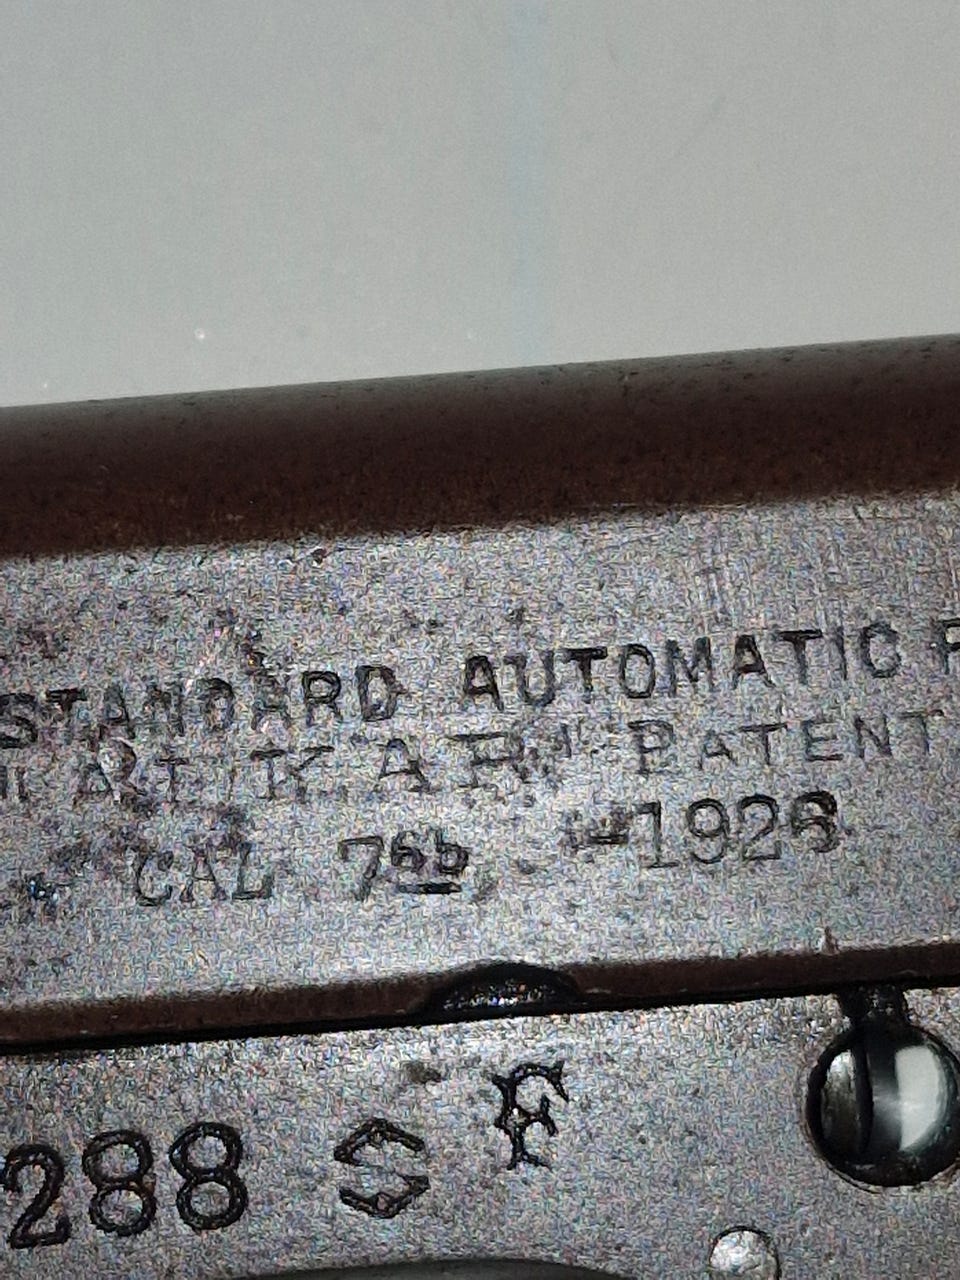 STANDARD AUTOMATIC P
PATENT
CAL 7 65 -1926
288 S F